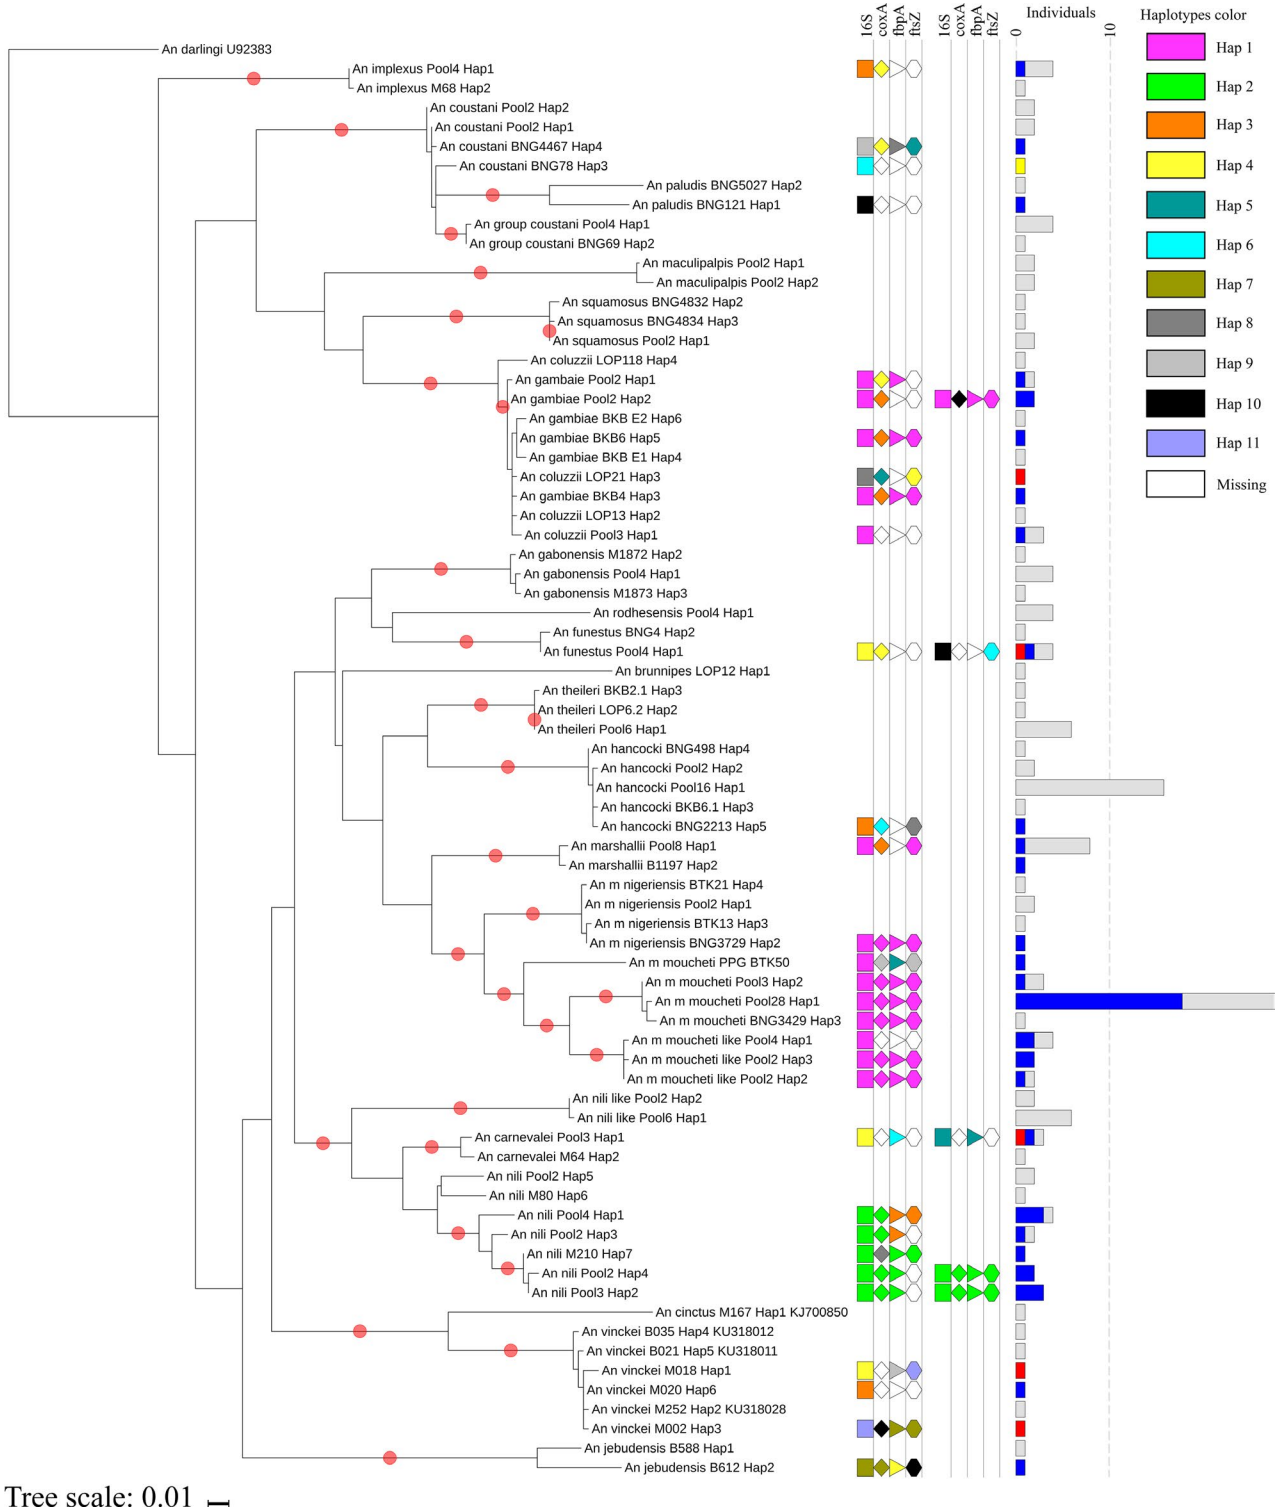 16S coxA fbpA ftsZ 16S coxA fbpA ftsZ
Individuals
0 10
Haplotypes color
Hap 1
Hap 2
Hap 3
Hap 4
Hap 5
Hap 6
Hap 7
Hap 8
Hap 9
Hap 10
Hap 11
Missing
An darlingi U92383
An implexus Pool4 Hap1
An implexus M68 Hap2
An coustani Pool2 Hap2
An coustani Pool2 Hap1
An coustani BNG4467 Hap4
An coustani BNG78 Hap3
An paludis BNG5027 Hap2
An paludis BNG121 Hap1
An group coustani Pool4 Hap1
An group coustani BNG69 Hap2
An maculipalpis Pool2 Hap1
An maculipalpis Pool2 Hap2
An squamosus BNG4832 Hap2
An squamosus BNG4834 Hap3
An squamosus Pool2 Hap1
An coluzzii LOP118 Hap4
An gambaie Pool2 Hap1
An gambiae Pool2 Hap2
An gambiae BKB E2 Hap6
An gambiae BKB6 Hap5
An gambiae BKB E1 Hap4
An coluzzii LOP21 Hap3
An gambiae BKB4 Hap3
An coluzzii LOP13 Hap2
An coluzzii Pool3 Hap1
An gabonensis M1872 Hap2
An gabonensis Pool4 Hap1
An gabonensis M1873 Hap3
An rodhesensis Pool4 Hap1
An funestus BNG4 Hap2
An funestus Pool4 Hap1
An brunnipes LOP12 Hap1
An theileri BKB2.1 Hap3
An theileri LOP6.2 Hap2
An theileri Pool6 Hap1
An hancocki BNG498 Hap4
An hancocki Pool2 Hap2
An hancocki Pool16 Hap1
An hancocki BKB6.1 Hap3
An hancocki BNG2213 Hap5
An marshallii Pool8 Hap1
An marshallii B1197 Hap2
An m nigeriensis BTK21 Hap4
An m nigeriensis Pool2 Hap1
An m nigeriensis BTK13 Hap3
An m nigeriensis BNG3729 Hap2
An m moucheti PPG BTK50
An m moucheti Pool3 Hap2
An m moucheti Pool28 Hap1
An m moucheti BNG3429 Hap3
An m moucheti like Pool4 Hap1
An m moucheti like Pool2 Hap3
An m moucheti like Pool2 Hap2
An nili like Pool2 Hap2
An nili like Pool6 Hap1
An carnevalei Pool3 Hap1
An carnevalei M64 Hap2
An nili Pool2 Hap5
An nili M80 Hap6
An nili Pool4 Hap1
An nili Pool2 Hap3
An nili M210 Hap7
An nili Pool2 Hap4
An nili Pool3 Hap2
An cinctus M167 Hap1 KJ700850
An vinckei B035 Hap4 KU318012
An vinckei B021 Hap5 KU318011
An vinckei M018 Hap1
An vinckei M020 Hap6
An vinckei M252 Hap2 KU318028
An vinckei M002 Hap3
An jebudensis B588 Hap1
An jebudensis B612 Hap2
Tree scale: 0.01